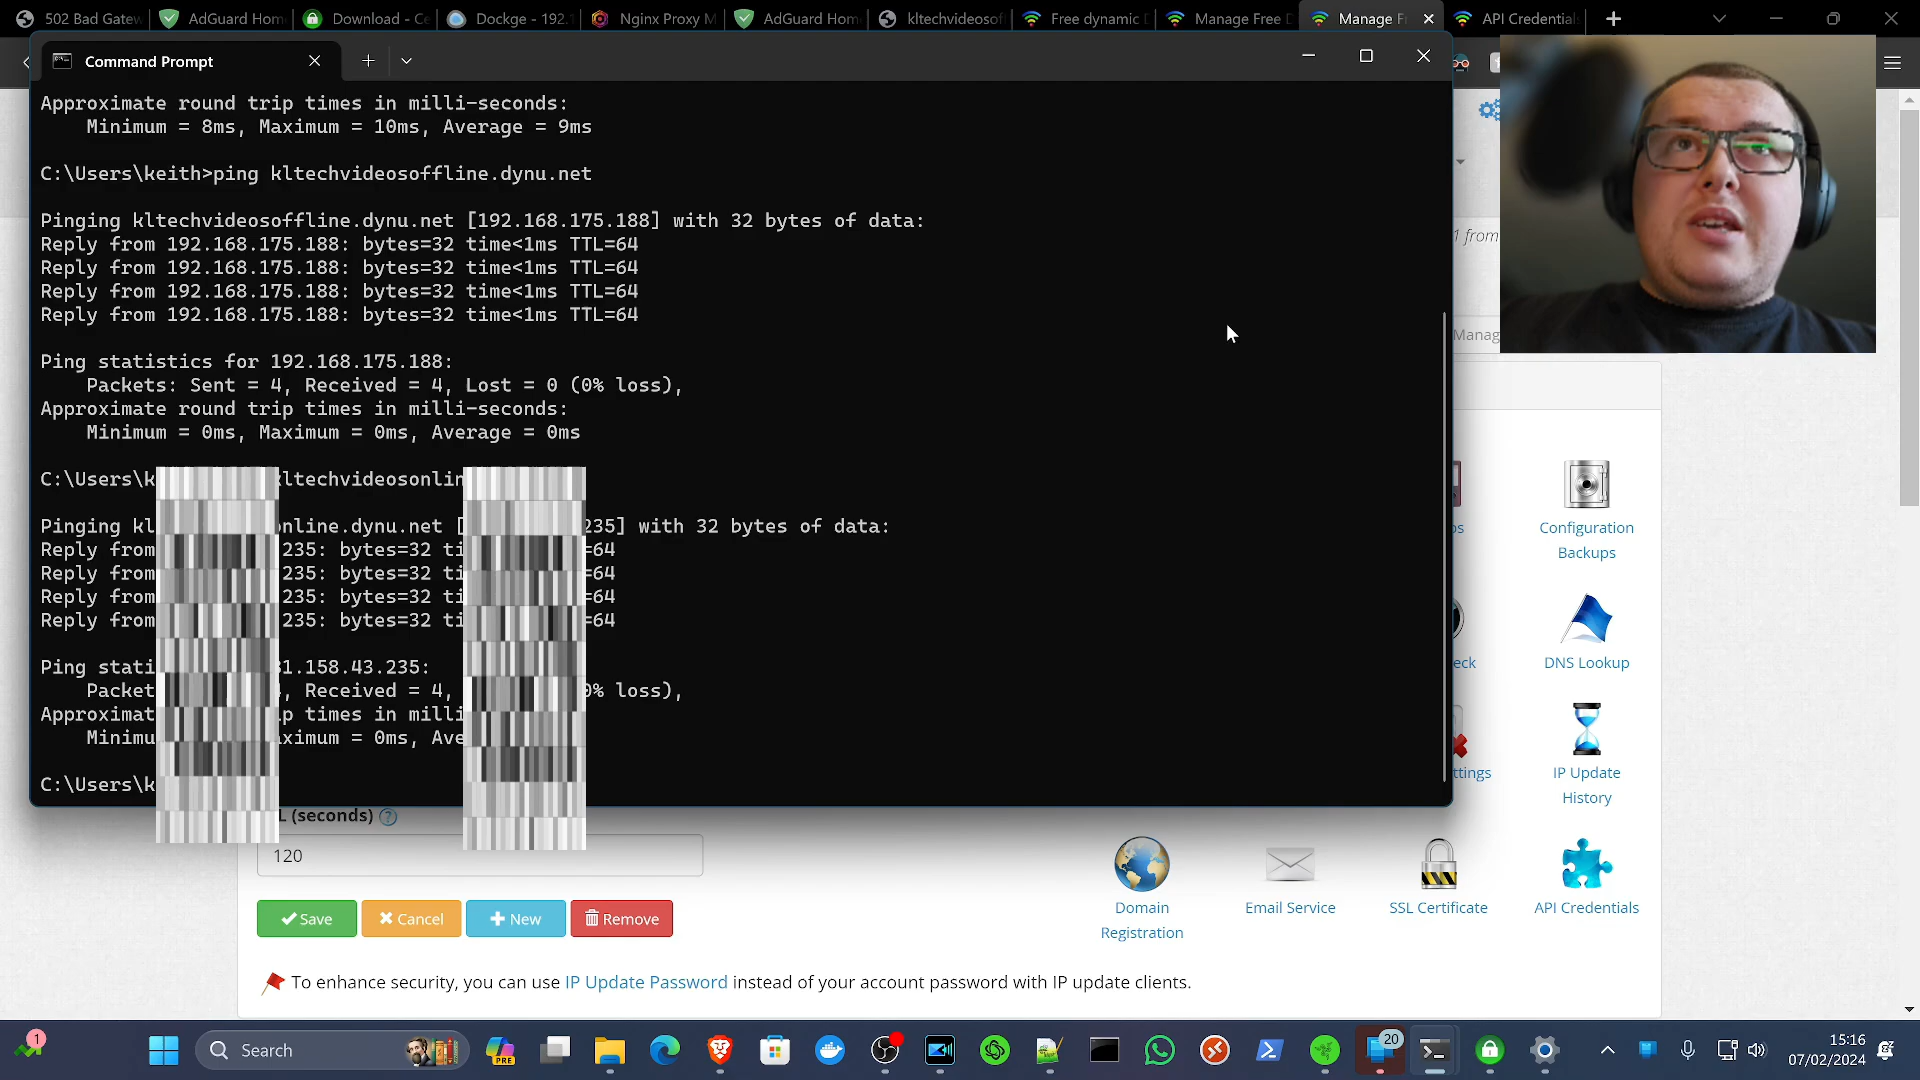 502 Bad Gatew
AdGuard Hom
Download - Ce
Dockge - 192.1
Nginx Proxy M
AdGuard Hom
kltechvideosof
Free dynamic D
Manage Free D
Manage F
API Credential
Command Prompt
Approximate round trip times in milli-seconds:
Minimum = 8ms, Maximum = 10ms, Average = 9ms
C:\Users\keith>ping kltechvideosoffline.dynu.net
Pinging kltechvideosoffline.dynu.net [192.168.175.188] with 32 bytes of data:
Reply from 192.168.175.188: bytes=32 time<1ms TTL=64
Reply from 192.168.175.188: bytes=32 time<1ms TTL=64
Reply from 192.168.175.188: bytes=32 time<1ms TTL=64
Reply from 192.168.175.188: bytes=32 time<1ms TTL=64
Ping statistics for 192.168.175.188:
Packets: Sent = 4, Received = 4, Lost = 0 (0% loss),
Approximate round trip times in milli-seconds:
Minimum = 0ms, Maximum = 0ms, Average = 0ms
C:\Users\k ltechvideosonlin
Pinging kl online.dynu.net [ 235] with 32 bytes of data:
Reply from 235: bytes=32 ti =64
Reply from 235: bytes=32 ti =64
Reply from 235: bytes=32 ti =64
Reply from 235: bytes=32 ti =64
Ping stati 31.158.43.235:
Packet , Received = 4, 0% loss),
Approximat p times in milli
Minimu ximum = 0ms, Ave
C:\Users\k
1 from
Manag
ps
Configuration
Backups
eck
DNS Lookup
ttings
IP Update
History
L (seconds) ?
120
Save
Cancel
New
Remove
Domain
Registration
Email Service
SSL Certificate
API Credentials
To enhance security, you can use IP Update Password instead of your account password with IP update clients.
1
Search
PRE
20
15:16
07/02/2024